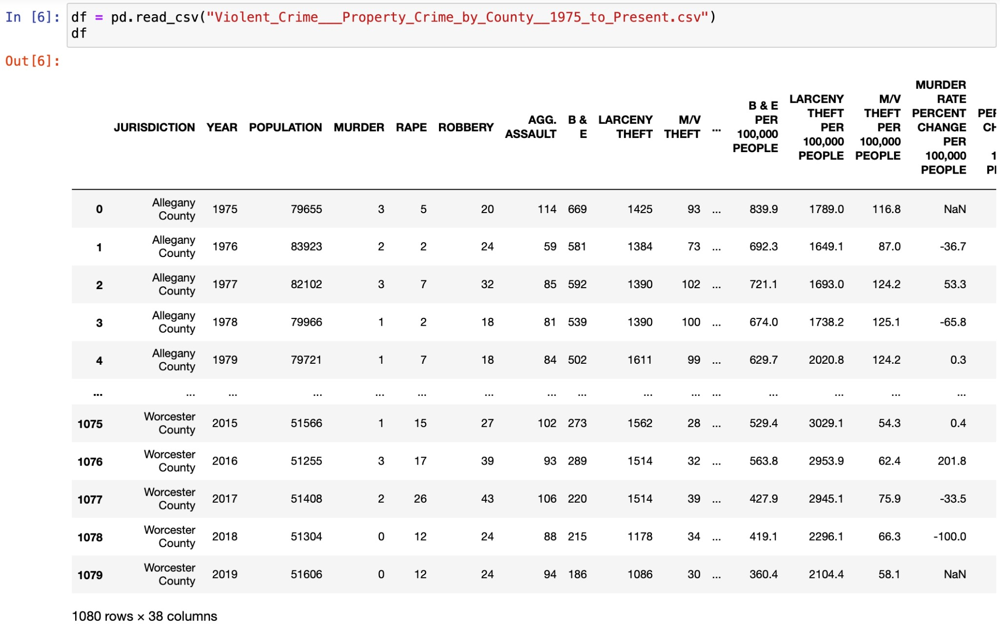 In [6]: df = pd.read_csv("Violent_Crime___Property_Crime_by_County__1975_to_Present.csv")
df
Out[6]:
JURISDICTION YEAR POPULATION MURDER RAPE ROBBERY AGG. ASSAULT B & E LARCENY THEFT M/V THEFT ... B & E PER 100,000 PEOPLE LARCENY THEFT PER 100,000 PEOPLE M/V THEFT PER 100,000 PEOPLE MURDER RATE PERCENT CHANGE PER 100,000 PEOPLE
0 Allegany County 1975 79655 3 5 20 114 669 1425 93 ... 839.9 1789.0 116.8 NaN
1 Allegany County 1976 83923 2 2 24 59 581 1384 73 ... 692.3 1649.1 87.0 -36.7
2 Allegany County 1977 82102 3 7 32 85 592 1390 102 ... 721.1 1693.0 124.2 53.3
3 Allegany County 1978 79966 1 2 18 81 539 1390 100 ... 674.0 1738.2 125.1 -65.8
4 Allegany County 1979 79721 1 7 18 84 502 1611 99 ... 629.7 2020.8 124.2 0.3
... ... ... ... ... ... ... ... ... ... ... ... ... ... ... ...
1075 Worcester County 2015 51566 1 15 27 102 273 1562 28 ... 529.4 3029.1 54.3 0.4
1076 Worcester County 2016 51255 3 17 39 93 289 1514 32 ... 563.8 2953.9 62.4 201.8
1077 Worcester County 2017 51408 2 26 43 106 220 1514 39 ... 427.9 2945.1 75.9 -33.5
1078 Worcester County 2018 51304 0 12 24 88 215 1178 34 ... 419.1 2296.1 66.3 -100.0
1079 Worcester County 2019 51606 0 12 24 94 186 1086 30 ... 360.4 2104.4 58.1 NaN
1080 rows × 38 columns